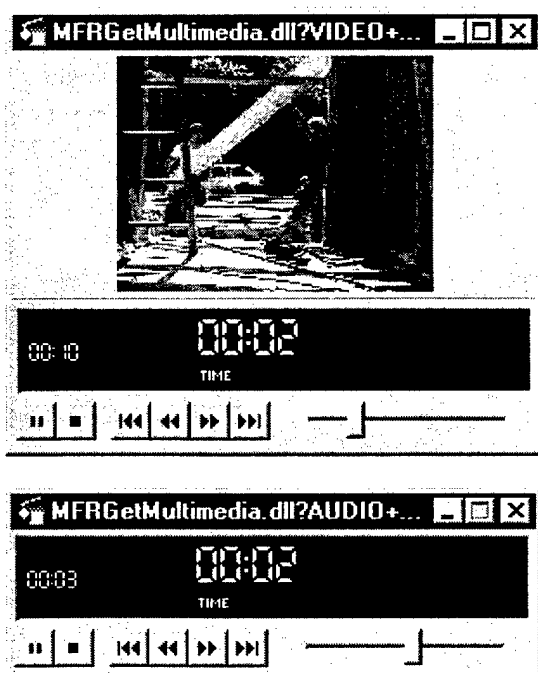 MFRGetMultimedia.dll?VIDEO+...
00:10
00:02
TIME
MFRGetMultimedia.dll?AUDIO+...
00:03
00:02
TIME